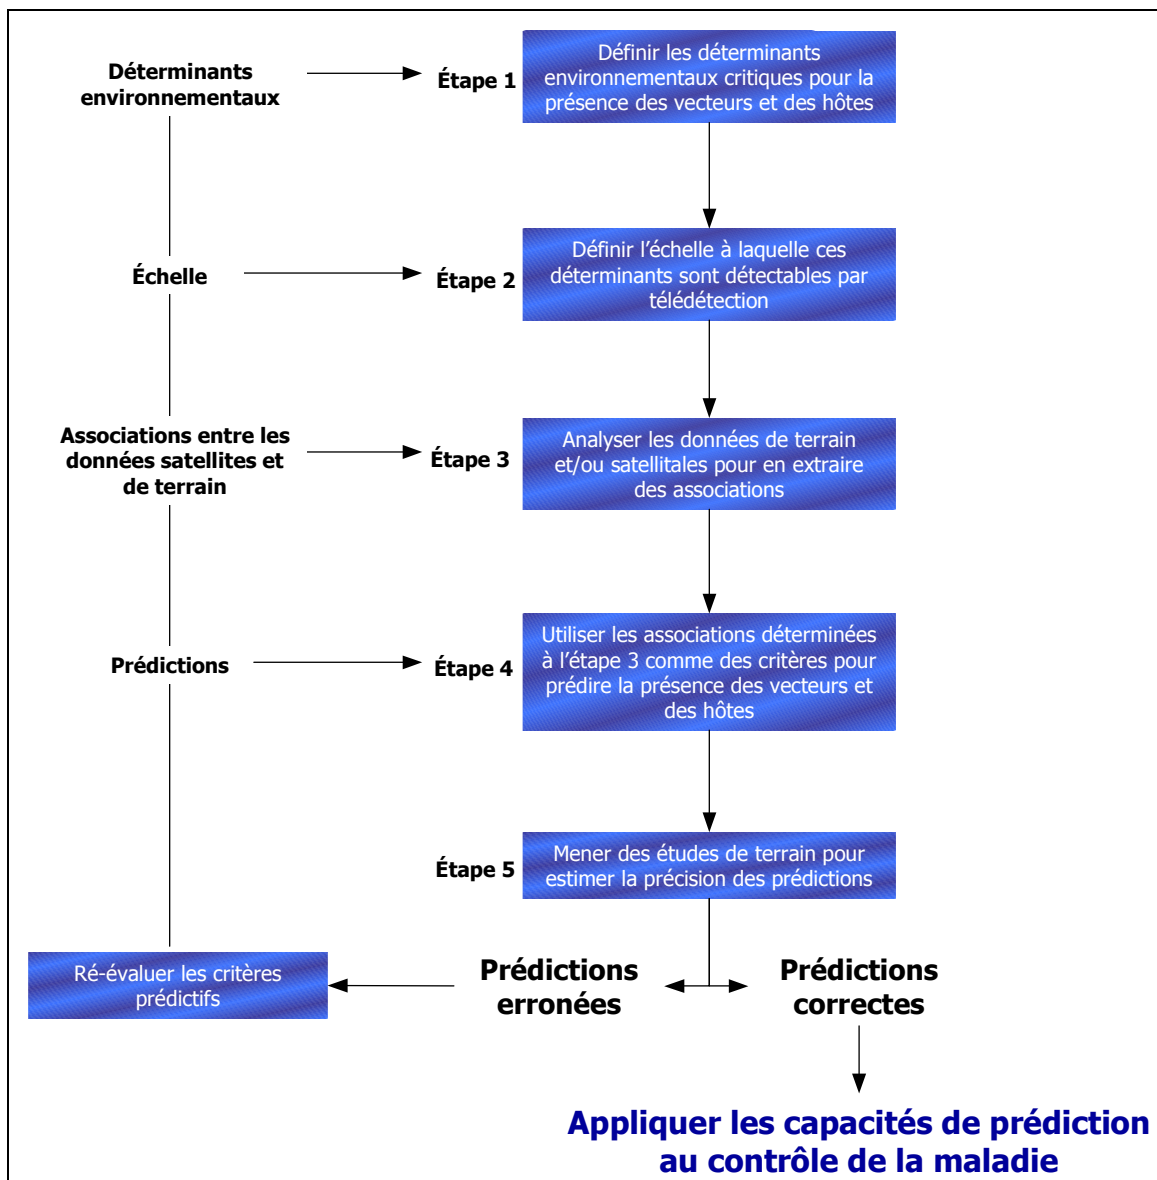 Déterminants
environnementaux
Étape 1
Définir les déterminants
environnementaux critiques pour la
présence des vecteurs et des hôtes
Échelle
Étape 2
Définir l'échelle à laquelle ces
déterminants sont détectables par
télédétection
Associations entre les
données satellites et
de terrain
Étape 3
Analyser les données de terrain
et/ou satellitales pour en extraire
des associations
Prédictions
Étape 4
Utiliser les associations déterminées
à l'étape 3 comme des critères pour
prédire la présence des vecteurs et
des hôtes
Étape 5
Mener des études de terrain pour
estimer la précision des prédictions
Ré-évaluer les critères
prédictifs
Prédictions
erronées
Prédictions
correctes
Appliquer les capacités de prédiction
au contrôle de la maladie